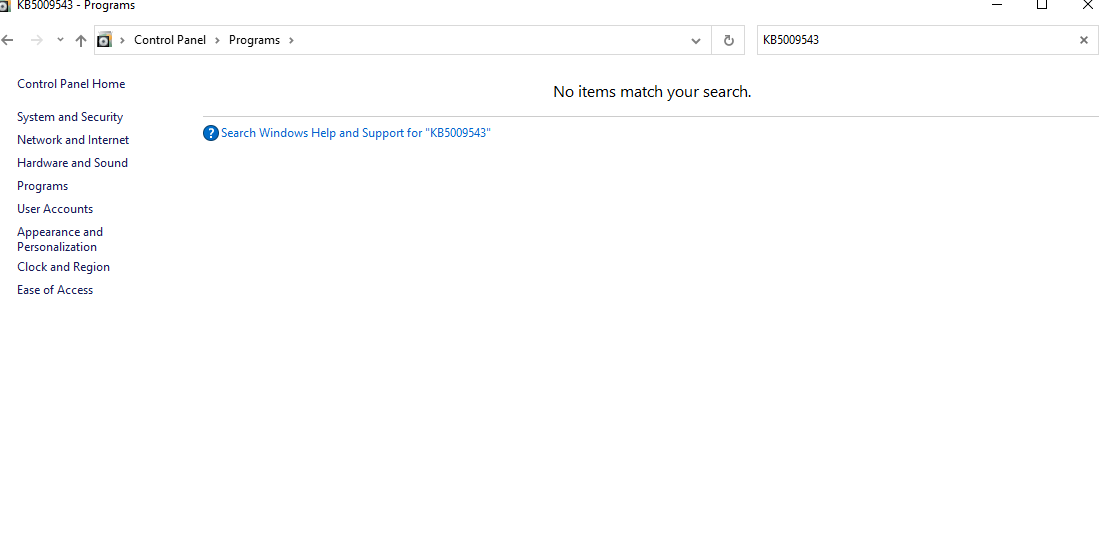 KB5009543 - Programs
Control Panel > Programs >
KB5009543
Control Panel Home
System and Security
Network and Internet
Hardware and Sound
Programs
User Accounts
Appearance and
Personalization
Clock and Region
Ease of Access
No items match your search.
? Search Windows Help and Support for "KB5009543"